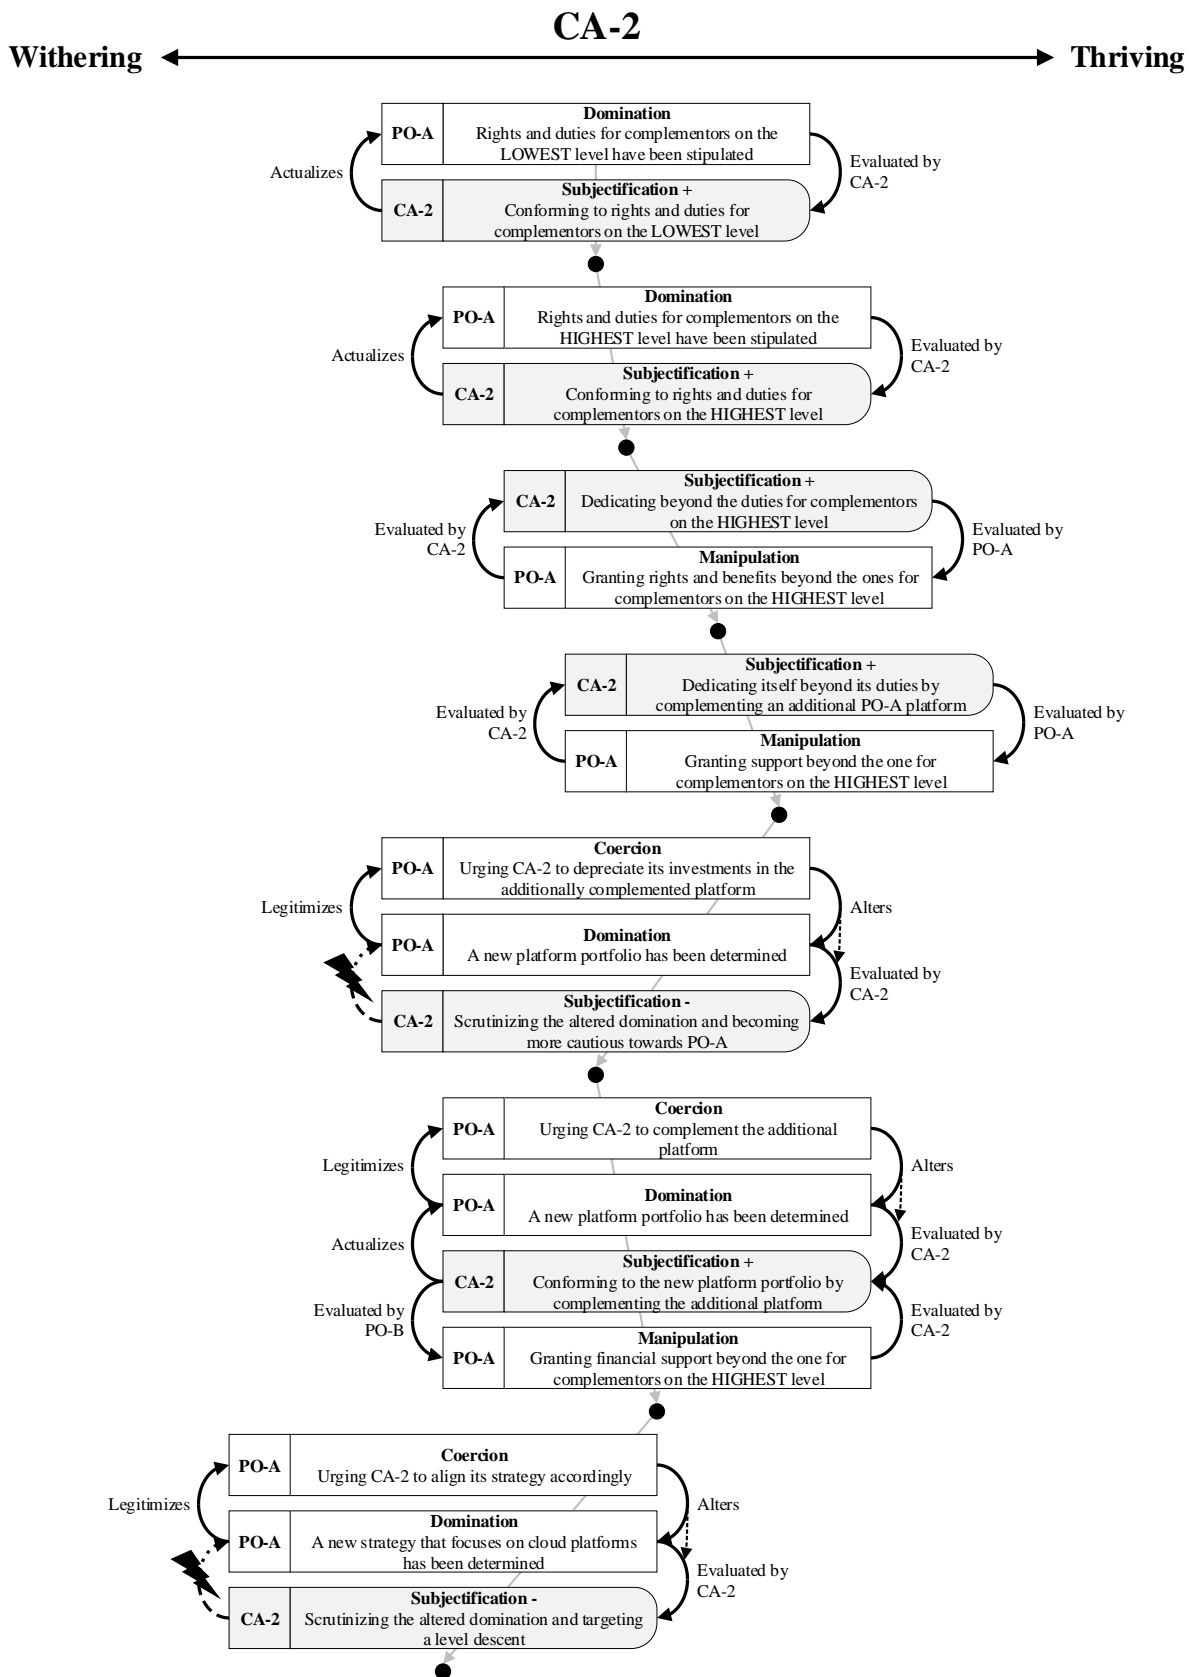 CA-2
Withering
Thriving
Domination
PO-A
Rights and duties for complementors on the
LOWEST level have been stipulated
Actualizes
Evaluated by
CA-2
Subjectification +
CA-2
Conforming to rights and duties for
complementors on the LOWEST level
Domination
PO-A
Rights and duties for complementors on the
HIGHEST level have been stipulated
Actualizes
Evaluated by
CA-2
Subjectification +
CA-2
Conforming to rights and duties for
complementors on the HIGHEST level
Subjectification +
CA-2
Dedicating beyond the duties for complementors
on the HIGHEST level
Evaluated by
CA-2
Evaluated by
PO-A
Manipulation
PO-A
Granting rights and benefits beyond the ones for
complementors on the HIGHEST level
Subjectification +
CA-2
Dedicating itself beyond its duties by
complementing an additional PO-A platform
Evaluated by
CA-2
Evaluated by
PO-A
Manipulation
PO-A
Granting support beyond the one for
complementors on the HIGHEST level
Coercion
PO-A
Urging CA-2 to depreciate its investments in the
additionally complemented platform
Legitimizes
Alters
Domination
PO-A
A new platform portfolio has been determined
Evaluated by
CA-2
Subjectification -
CA-2
Scrutinizing the altered domination and becoming
more cautious towards PO-A
Coercion
PO-A
Urging CA-2 to complement the additional
platform
Legitimizes
Alters
Domination
PO-A
A new platform portfolio has been determined
Actualizes
Evaluated by
CA-2
Subjectification +
CA-2
Conforming to the new platform portfolio by
complementing the additional platform
Evaluated by
PO-B
Evaluated by
CA-2
Manipulation
PO-A
Granting financial support beyond the one for
complementors on the HIGHEST level
Coercion
PO-A
Urging CA-2 to align its strategy accordingly
Legitimizes
Alters
Domination
PO-A
A new strategy that focuses on cloud platforms
has been determined
Evaluated by
CA-2
Subjectification -
CA-2
Scrutinizing the altered domination and targeting
a level descent